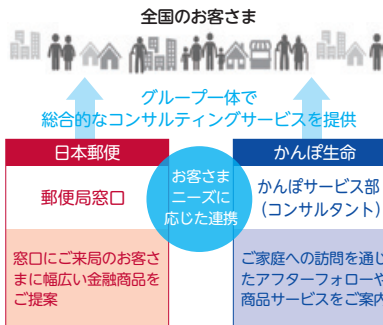 全国のお客さま
グループ一体で
総合的なコンサルティングサービスを提供
日本郵便
郵便局窓口
窓口にご来局のお客さ
まに幅広い金融商品を
ご提案
お客さま
ニーズに
応じた連携
かんぽ生命
かんぽサービス部
(コンサルタント)
ご家庭への訪問を通じ
たアフターフォローや
商品サービスをご案内